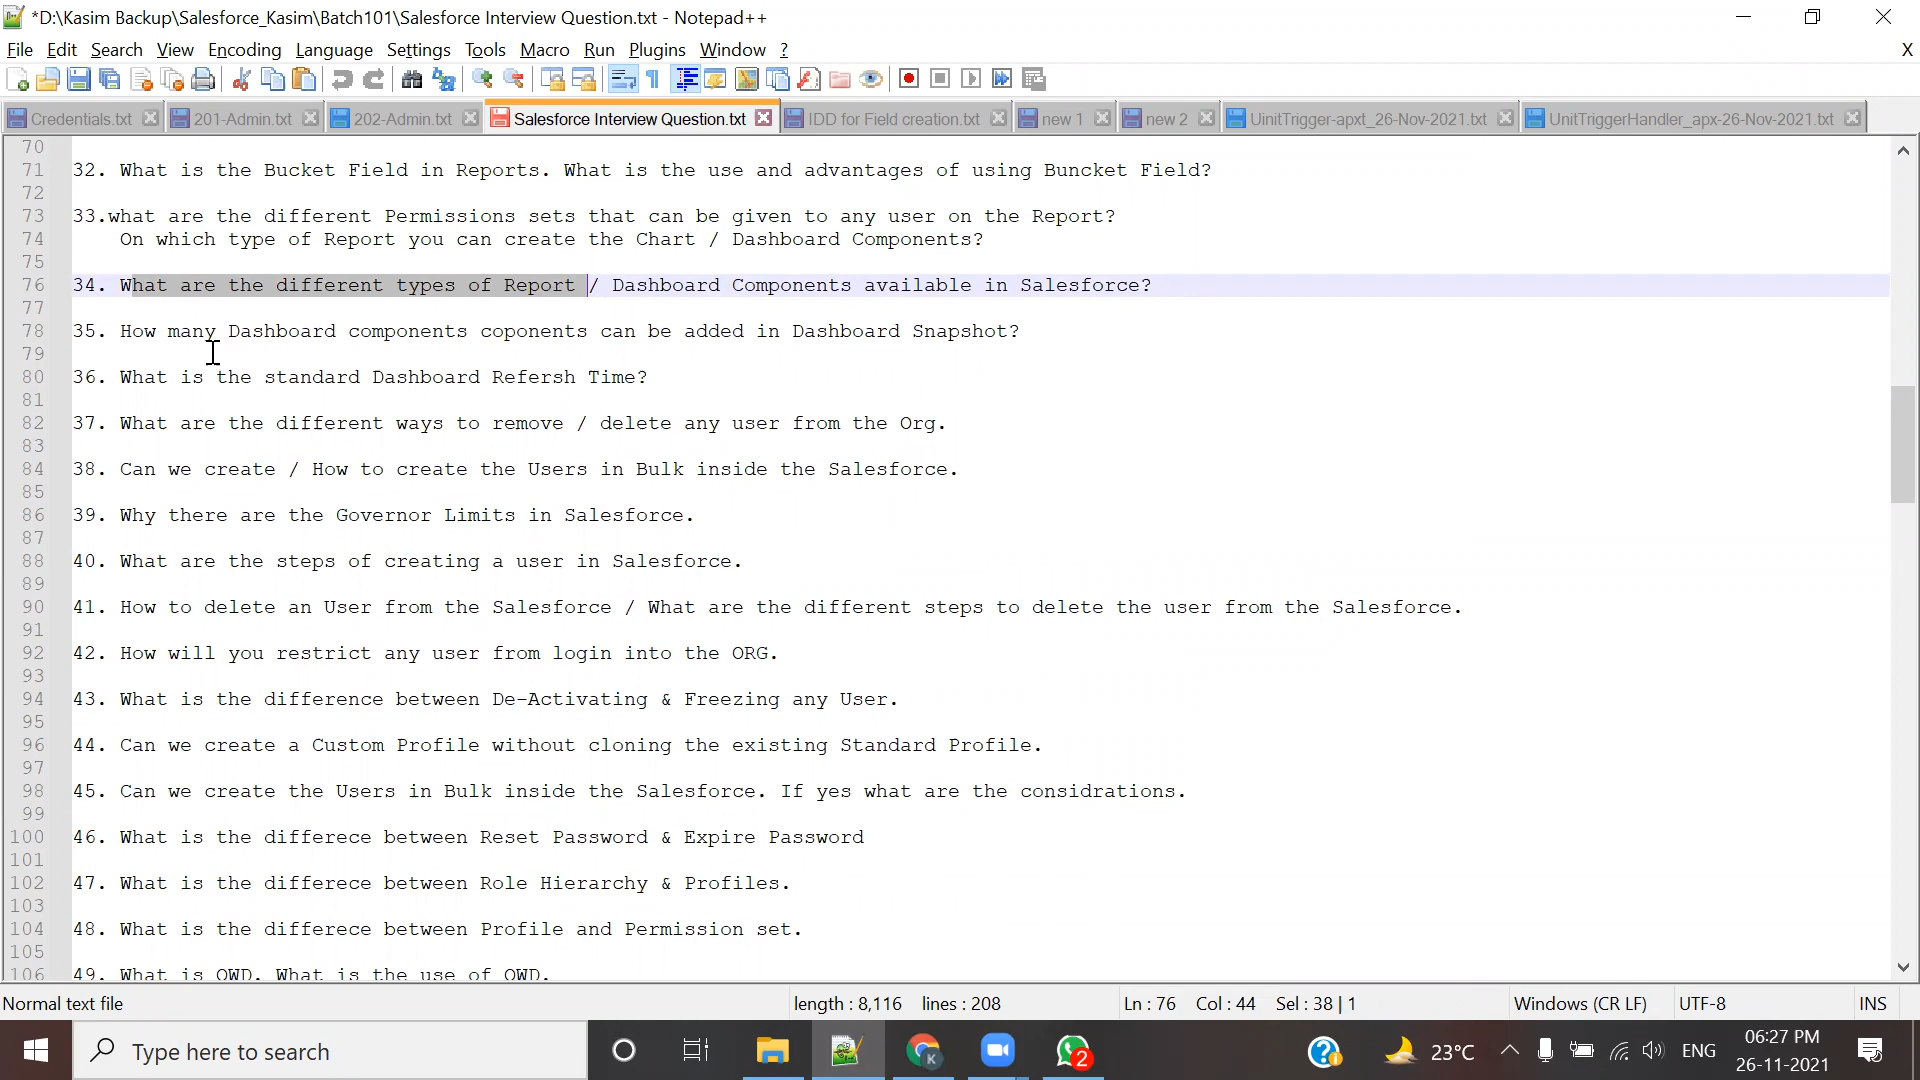 *D:\Kasim Backup\Salesforce_Kasim\Batch101\Salesforce Interview Question.txt - Notepad++
File Edit Search View Encoding Language Settings Tools Macro Run Plugins Window ? X
Credentials.txt 201-Admin.txt 202-Admin.txt Salesforce Interview Question.txt IDD for Field creation.txt new 1 new 2 UinitTrigger-apxt_26-Nov-2021.txt UnitTriggerHandler_apx-26-Nov-2021.txt
70
71 32. What is the Bucket Field in Reports. What is the use and advantages of using Buncket Field?
72
73 33.what are the different Permissions sets that can be given to any user on the Report?
74 On which type of Report you can create the Chart / Dashboard Components?
75
76 34. What are the different types of Report / Dashboard Components available in Salesforce?
77
78 35. How many Dashboard components coponents can be added in Dashboard Snapshot?
79
80 36. What is the standard Dashboard Refersh Time?
81
82 37. What are the different ways to remove / delete any user from the Org.
83
84 38. Can we create / How to create the Users in Bulk inside the Salesforce.
85
86 39. Why there are the Governor Limits in Salesforce.
87
88 40. What are the steps of creating a user in Salesforce.
89
90 41. How to delete an User from the Salesforce / What are the different steps to delete the user from the Salesforce.
91
92 42. How will you restrict any user from login into the ORG.
93
94 43. What is the difference between De-Activating & Freezing any User.
95
96 44. Can we create a Custom Profile without cloning the existing Standard Profile.
97
98 45. Can we create the Users in Bulk inside the Salesforce. If yes what are the considrations.
99
100 46. What is the differece between Reset Password & Expire Password
101
102 47. What is the differece between Role Hierarchy & Profiles.
103
104 48. What is the differece between Profile and Permission set.
105
106 49. What is OWD. What is the use of OWD.
Normal text file length : 8,116 lines : 208 Ln : 76 Col : 44 Sel : 38 | 1 Windows (CR LF) UTF-8 INS
Type here to search K 2 23°C ENG 06:27 PM
26-11-2021